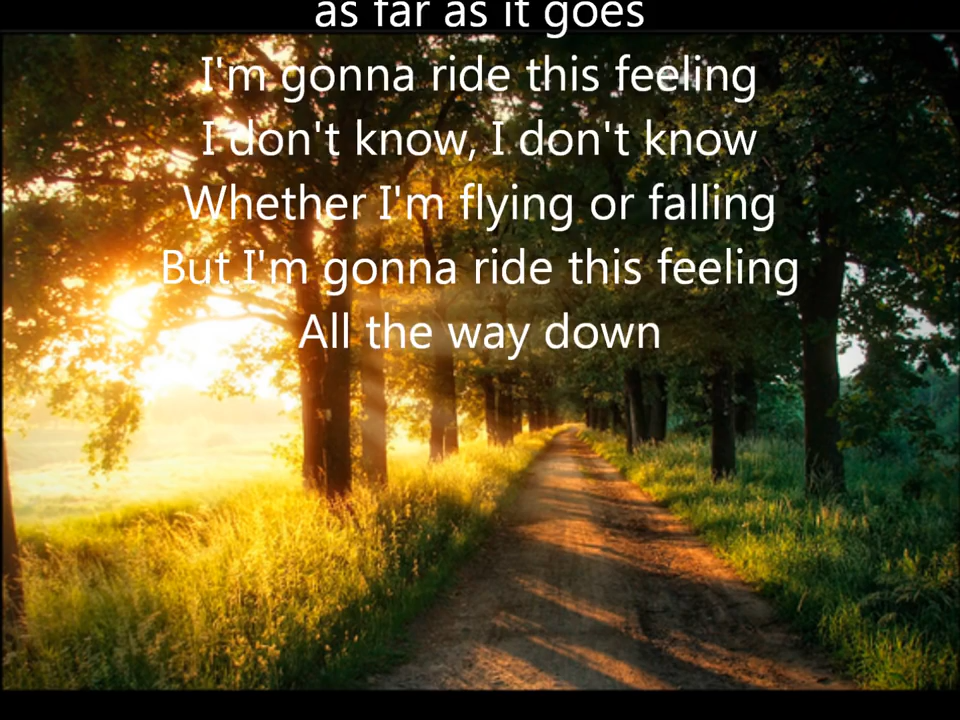 as far as it goes
I'm gonna ride this feeling
I don't know, I don't know
Whether I'm flying or falling
But I'm gonna ride this feeling
All the way down